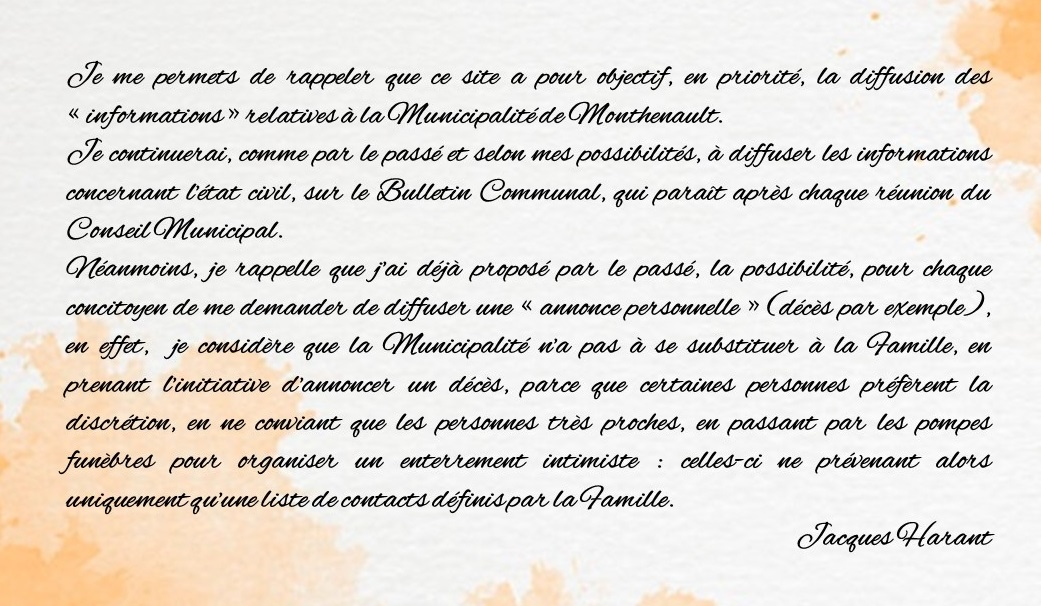 Je me permets de rappeler que ce site a pour objectif, en priorité, la diffusion des
« informations » relatives à la Municipalité de Monthenault.
Je continuerai, comme par le passé et selon mes possibilités, à diffuser les informations
concernant l'état civil, sur le Bulletin Communal, qui paraît après chaque réunion du
Conseil Municipal.
Néanmoins, je rappelle que j'ai déjà proposé par le passé, la possibilité, pour chaque
concitoyen de me demander de diffuser une « annonce personnelle » (décès par exemple),
en effet, je considère que la Municipalité n'a pas à se substituer à la Famille, en
prenant l'initiative d'annoncer un décès, parce que certaines personnes préfèrent la
discrétion, en ne conviant que les personnes très proches, en passant par les pompes
funèbres pour organiser un enterrement intimiste : celles-ci ne prévenant alors
uniquement qu'une liste de contacts définis par la Famille.
Jacques Harant